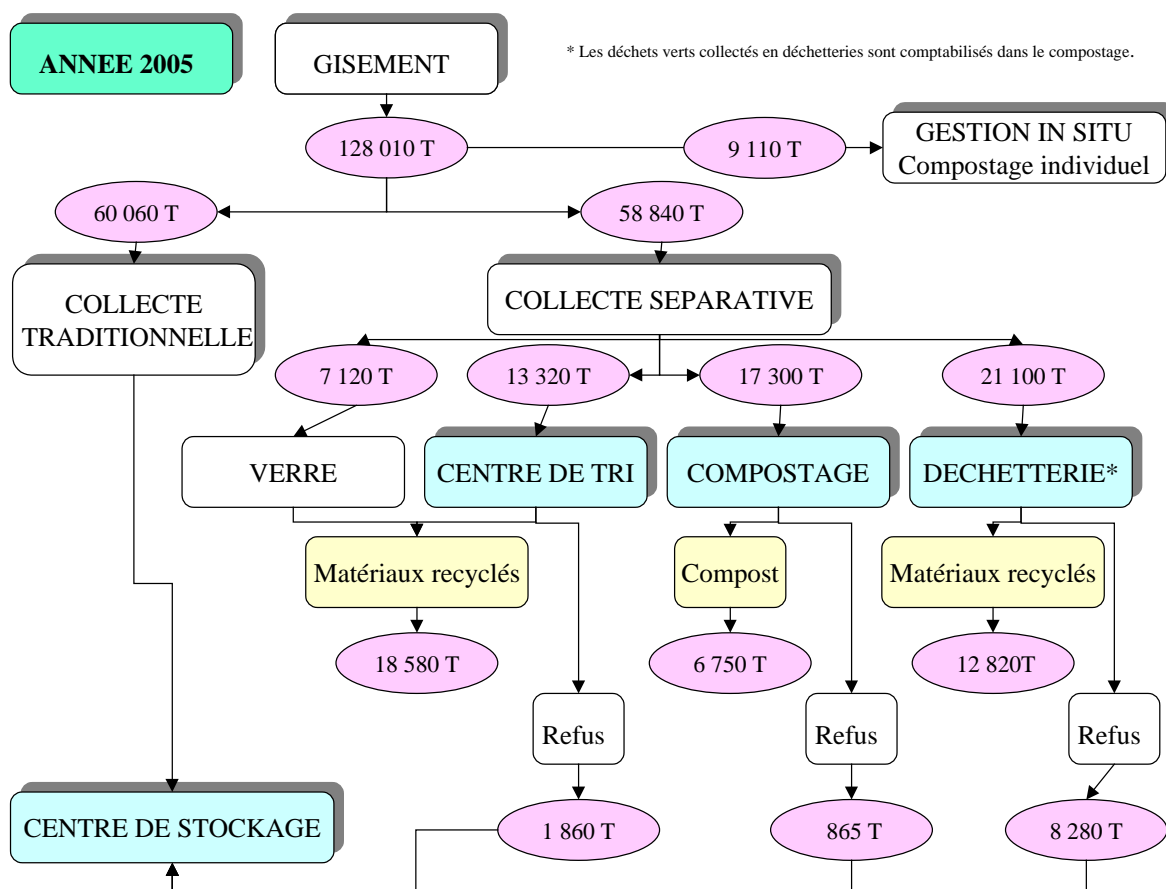 ANNEE 2005
GISEMENT
* Les déchets verts collectés en déchetteries sont comptabilisés dans le compostage.
128 010 T
9 110 T
GESTION IN SITU
Compostage individuel
60 060 T
58 840 T
COLLECTE
TRADITIONNELLE
COLLECTE SEPARATIVE
7 120 T
13 320 T
17 300 T
21 100 T
VERRE
CENTRE DE TRI
COMPOSTAGE
DECHETTERIE*
Matériaux recyclés
Compost
Matériaux recyclés
18 580 T
6 750 T
12 820T
Refus
Refus
Refus
CENTRE DE STOCKAGE
1 860 T
865 T
8 280 T